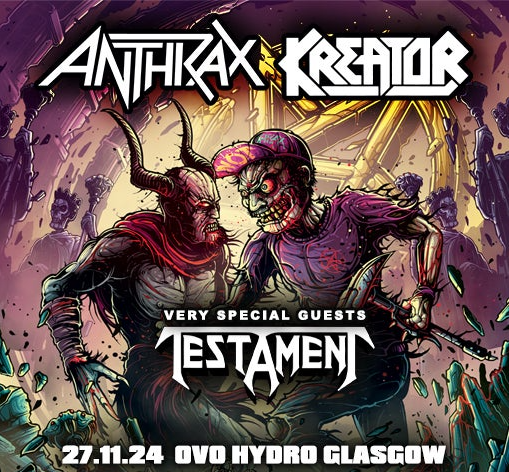 ANTHRAX KREATOR
VERY SPECIAL GUESTS
TESTAMENT
27.11.24 OVO HYDRO GLASGOW